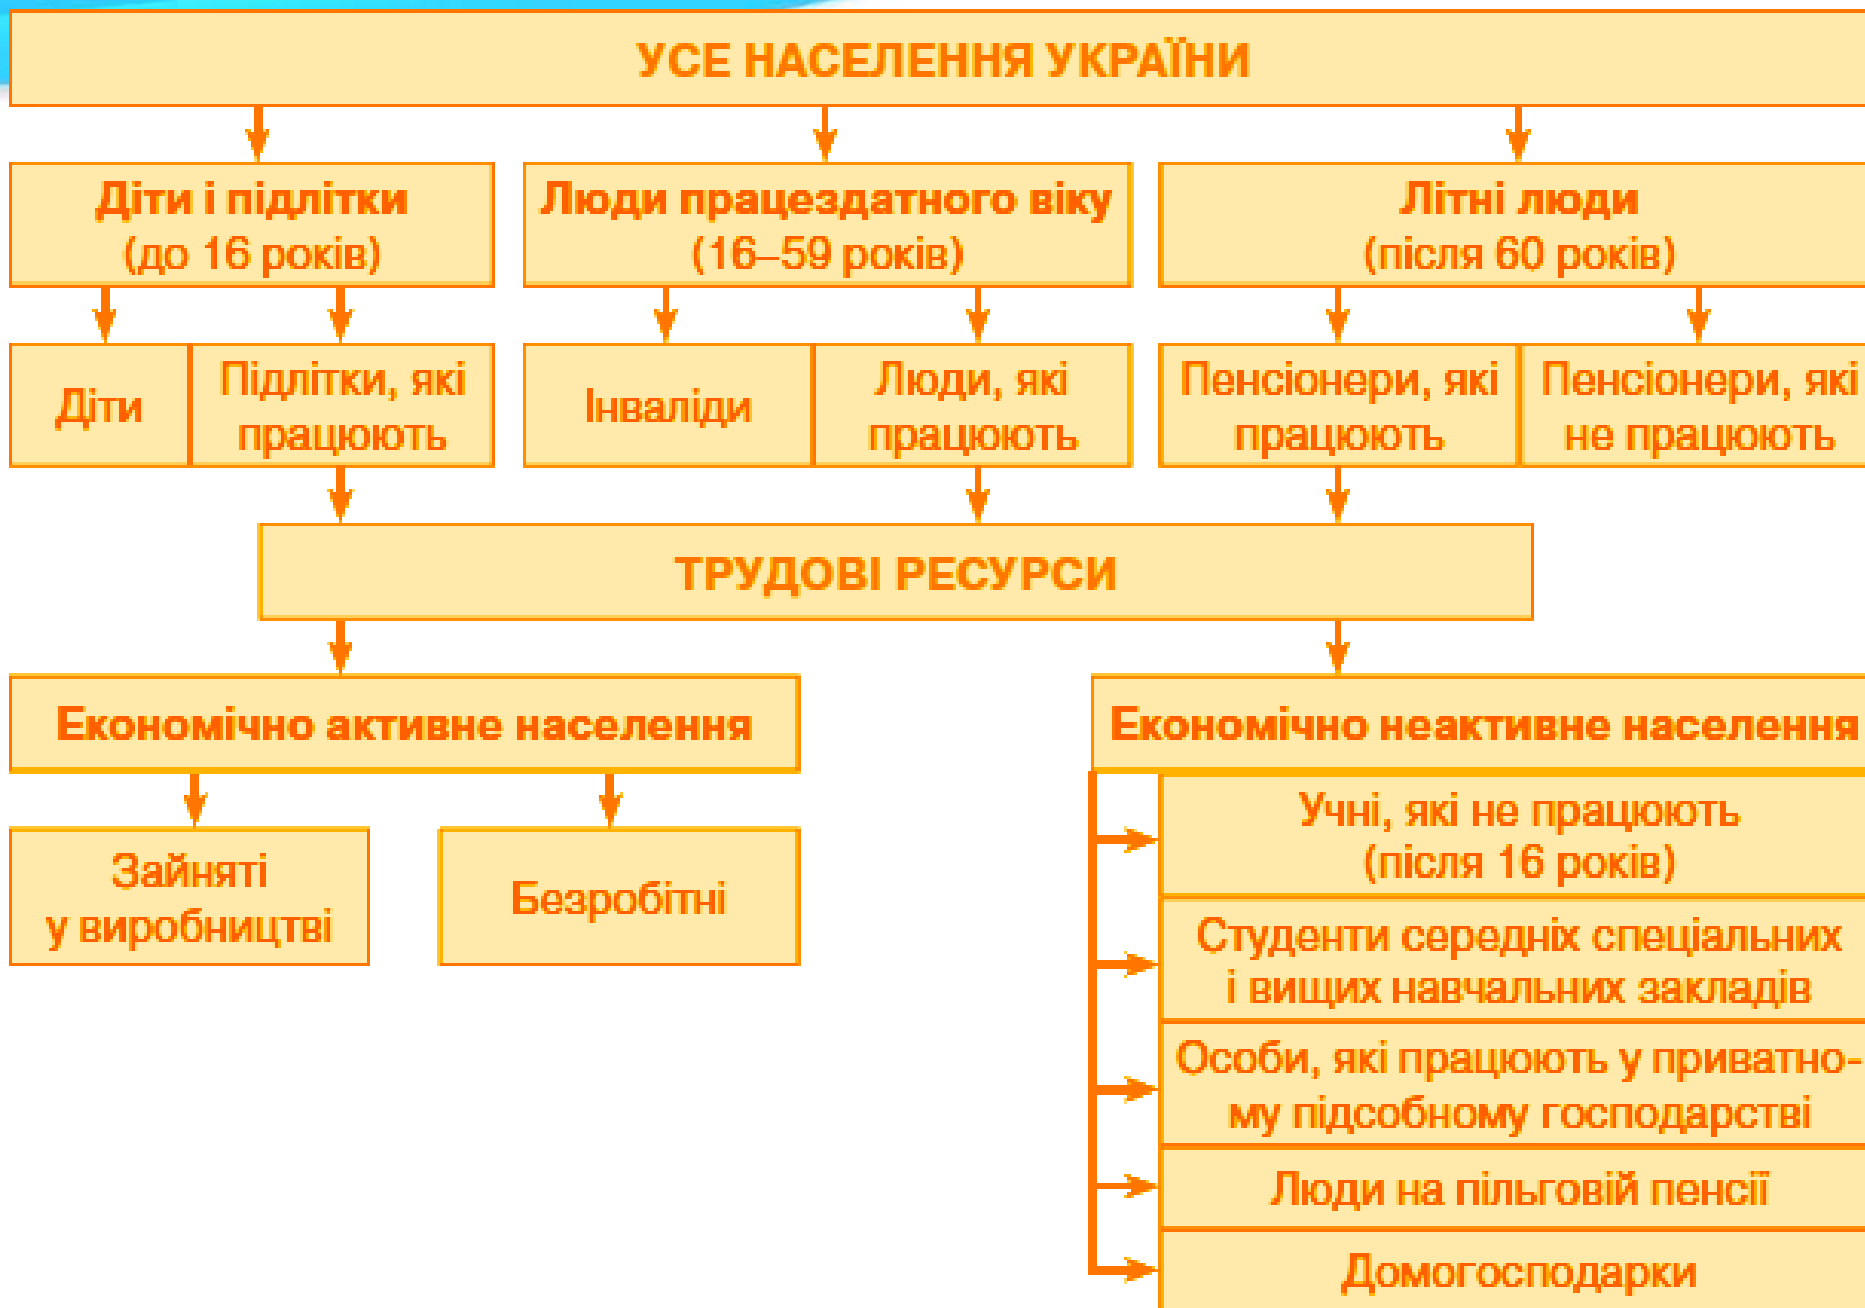 УСЕ НАСЕЛЕННЯ УКРАЇНИ
Діти і підлітки
(до 16 років)
Люди працездатного віку
(16–59 років)
Літні люди
(після 60 років)
Діти
Підлітки, які
працюють
Інваліди
Люди, які
працюють
Пенсіонери, які
працюють
Пенсіонери, які
не працюють
ТРУДОВІ РЕСУРСИ
Економічно активне населення
Економічно неактивне населення
Зайняті
у виробництві
Безробітні
Учні, які не працюють
(після 16 років)
Студенти середніх спеціальних
і вищих навчальних закладів
Особи, які працюють у приватно-
му підсобному господарстві
Люди на пільговій пенсії
Домогосподарки